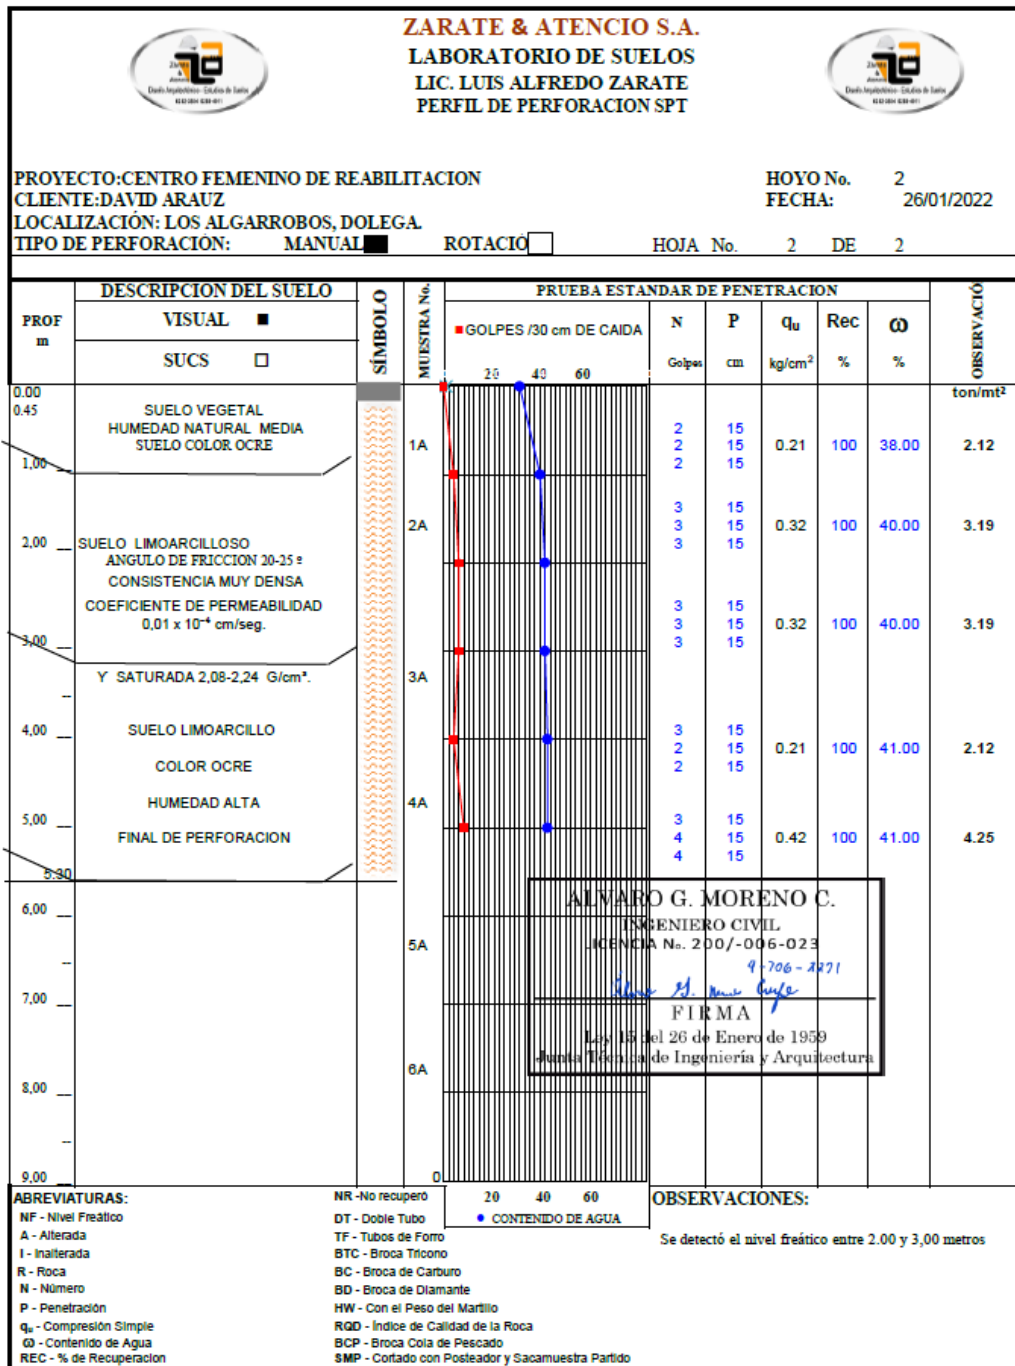 ZARATE & ATENCIO S.A.
LABORATORIO DE SUELOS
LIC. LUIS ALFREDO ZARATE
PERFIL DE PERFORACION SPT
PROYECTO:CENTRO FEMENINO DE REABILITACION
HOYO No. 2
CLIENTE:DAVID ARAUZ
FECHA: 26/01/2022
LOCALIZACIÓN: LOS ALGARROBOS, DOLEGA.
TIPO DE PERFORACIÓN: MANUAL ROTACIÓ HOJA No. 2 DE 2
DESCRIPCION DEL SUELO
SÍMBOLO
MUESTRA No.
PRUEBA ESTANDAR DE PENETRACION
OBSERVACIÓ
PROF
m
VISUAL ■
SUCS □
GOLPES /30 cm DE CAIDA
N P qu Rec ω
Golpes cm kg/cm² % %
20 40 60
ton/mt²
0.00
0.45
SUELO VEGETAL
HUMEDAD NATURAL MEDIA
SUELO COLOR OCRE
1,00
1A
2 15
2 15 0.21 100 38.00 2.12
2 15
2A
3 15
3 15 0.32 100 40.00 3.19
3 15
2,00
SUELO LIMOARCILLOSO
ANGULO DE FRICCION 20-25 º
CONSISTENCIA MUY DENSA
COEFICIENTE DE PERMEABILIDAD
0,01 x 10⁻⁴ cm/seg.
3,00
3 15
3 15 0.32 100 40.00 3.19
3 15
Y SATURADA 2,08-2,24 G/cm³.
3A
4,00
SUELO LIMOARCILLO
COLOR OCRE
HUMEDAD ALTA
3 15
2 15 0.21 100 41.00 2.12
2 15
4A
5,00
FINAL DE PERFORACION
3 15
4 15 0.42 100 41.00 4.25
4 15
5.30
6,00
5A
7,00
6A
8,00
9,00
0
ALVARO G. MORENO C.
INGENIERO CIVIL
LICENCIA No. 200/-006-023
FIRMA
Ley 15 del 26 de Enero de 1959
Junta Técnica de Ingeniería y Arquitectura
20 40 60
CONTENIDO DE AGUA
ABREVIATURAS:
NF - Nivel Freático
A - Alterada
I - Inalterada
R - Roca
N - Número
P - Penetración
qu - Compresión Simple
ω - Contenido de Agua
REC - % de Recuperacion
NR -No recuperó
DT - Doble Tubo
TF - Tubos de Forro
BTC - Broca Tricono
BC - Broca de Carburo
BD - Broca de Diamante
HW - Con el Peso del Martillo
RQD - Índice de Calidad de la Roca
BCP - Broca Cola de Pescado
SMP - Cortado con Posteador y Sacamuestra Partido
OBSERVACIONES:
Se detectó el nivel freático entre 2.00 y 3,00 metros